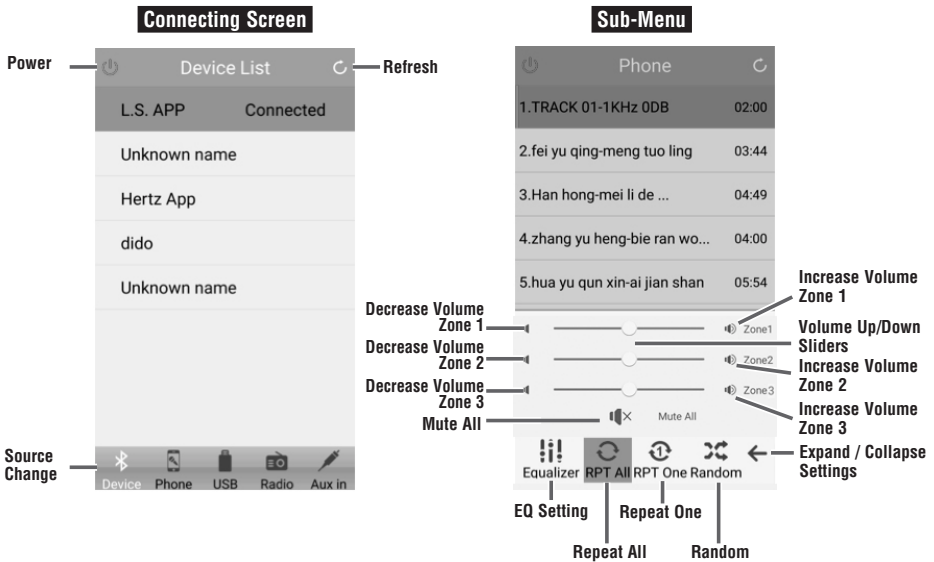 Connecting Screen
Power
Device List
Refresh
L.S. APP Connected
Unknown name
Hertz App
dido
Unknown name
Source
Change
Device Phone USB Radio Aux in
Sub-Menu
Phone
1.TRACK 01-1KHz 0DB 02:00
2.fei yu qing-meng tuo ling 03:44
3.Han hong-mei li de ... 04:49
4.zhang yu heng-bie ran wo... 04:00
5.hua yu qun xin-ai jian shan 05:54
Decrease Volume
Zone 1
Decrease Volume
Zone 2
Decrease Volume
Zone 3
Mute All
Zone1
Zone2
Zone3
Mute All
Increase Volume
Zone 1
Volume Up/Down
Sliders
Increase Volume
Zone 2
Increase Volume
Zone 3
Expand / Collapse
Settings
1
Equalizer RPT All RPT One Random
EQ Setting
Repeat One
Repeat All
Random